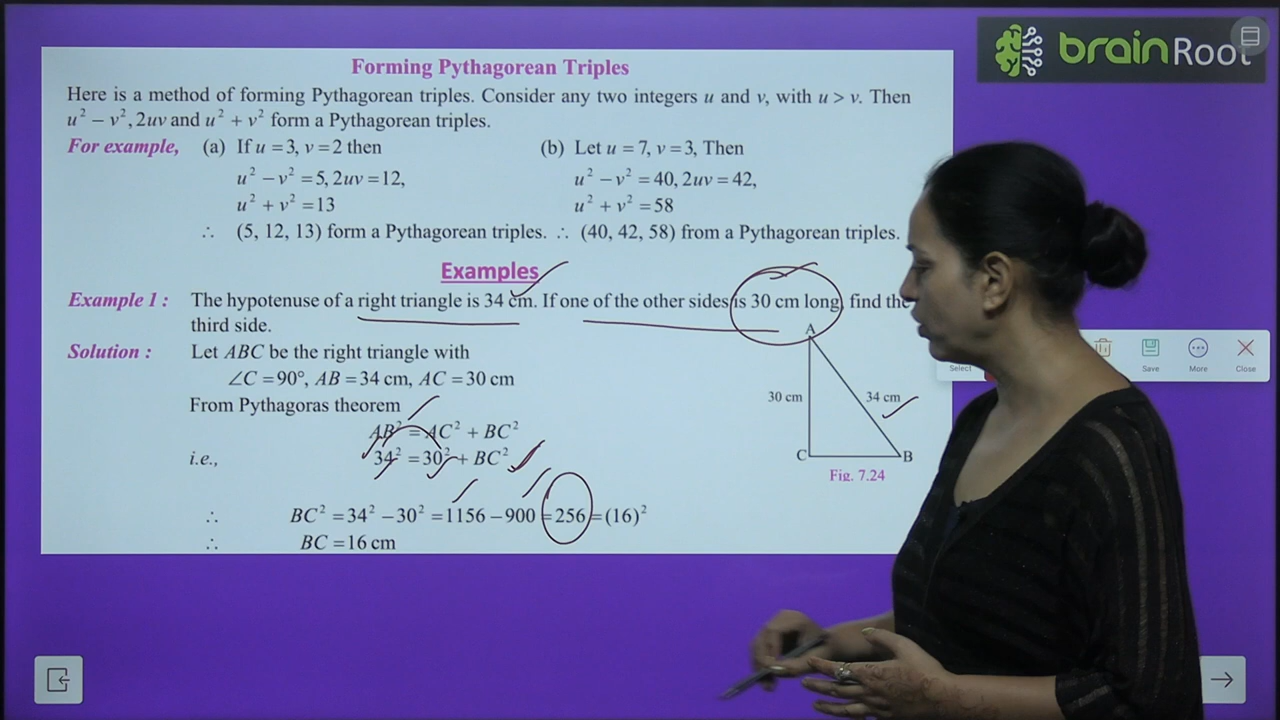 brainRoot
Forming Pythagorean Triples
Here is a method of forming Pythagorean triples. Consider any two integers u and v, with u > v. Then
u² – v², 2uv and u² + v² form a Pythagorean triples.
For example, (a) If u = 3, v = 2 then (b) Let u = 7, v = 3, Then
u² – v² = 5, 2uv = 12, u² – v² = 40, 2uv = 42,
u² + v² = 13 u² + v² = 58
∴ (5, 12, 13) form a Pythagorean triples. ∴ (40, 42, 58) from a Pythagorean triples.
Examples
Example 1 : The hypotenuse of a right triangle is 34 cm. If one of the other sides is 30 cm long, find the
third side.
Solution : Let ABC be the right triangle with
∠C = 90°, AB = 34 cm, AC = 30 cm
From Pythagoras theorem
AB² = AC² + BC²
i.e., 34² = 30² + BC²
∴ BC² = 34² – 30² = 1156 – 900 = 256 = (16)²
∴ BC = 16 cm
A
30 cm 34 cm
C B
Fig. 7.24
Select Save More Close